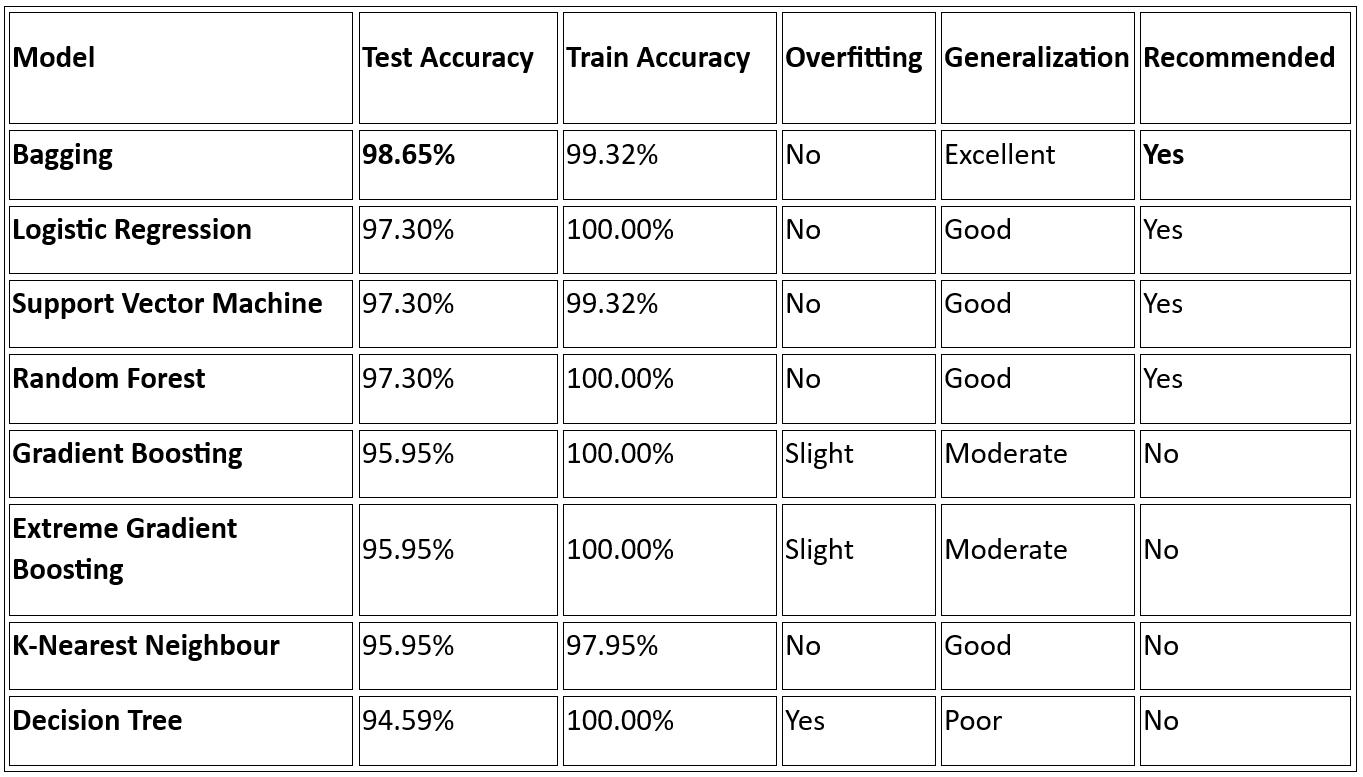 Model Test Accuracy Train Accuracy Overfitting Generalization Recommended
Bagging 98.65% 99.32% No Excellent Yes
Logistic Regression 97.30% 100.00% No Good Yes
Support Vector Machine 97.30% 99.32% No Good Yes
Random Forest 97.30% 100.00% No Good Yes
Gradient Boosting 95.95% 100.00% Slight Moderate No
Extreme Gradient
Boosting 95.95% 100.00% Slight Moderate No
K-Nearest Neighbour 95.95% 97.95% No Good No
Decision Tree 94.59% 100.00% Yes Poor No